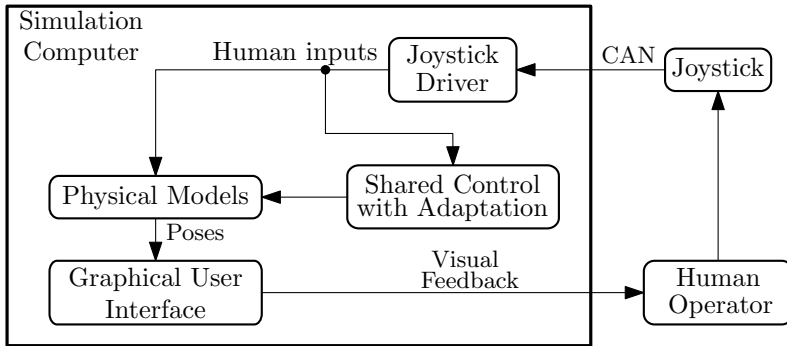 Simulation
Computer
Human inputs
Joystick
Driver
CAN
Joystick
Physical Models
Shared Control
with Adaptation
Poses
Graphical User
Interface
Visual
Feedback
Human
Operator